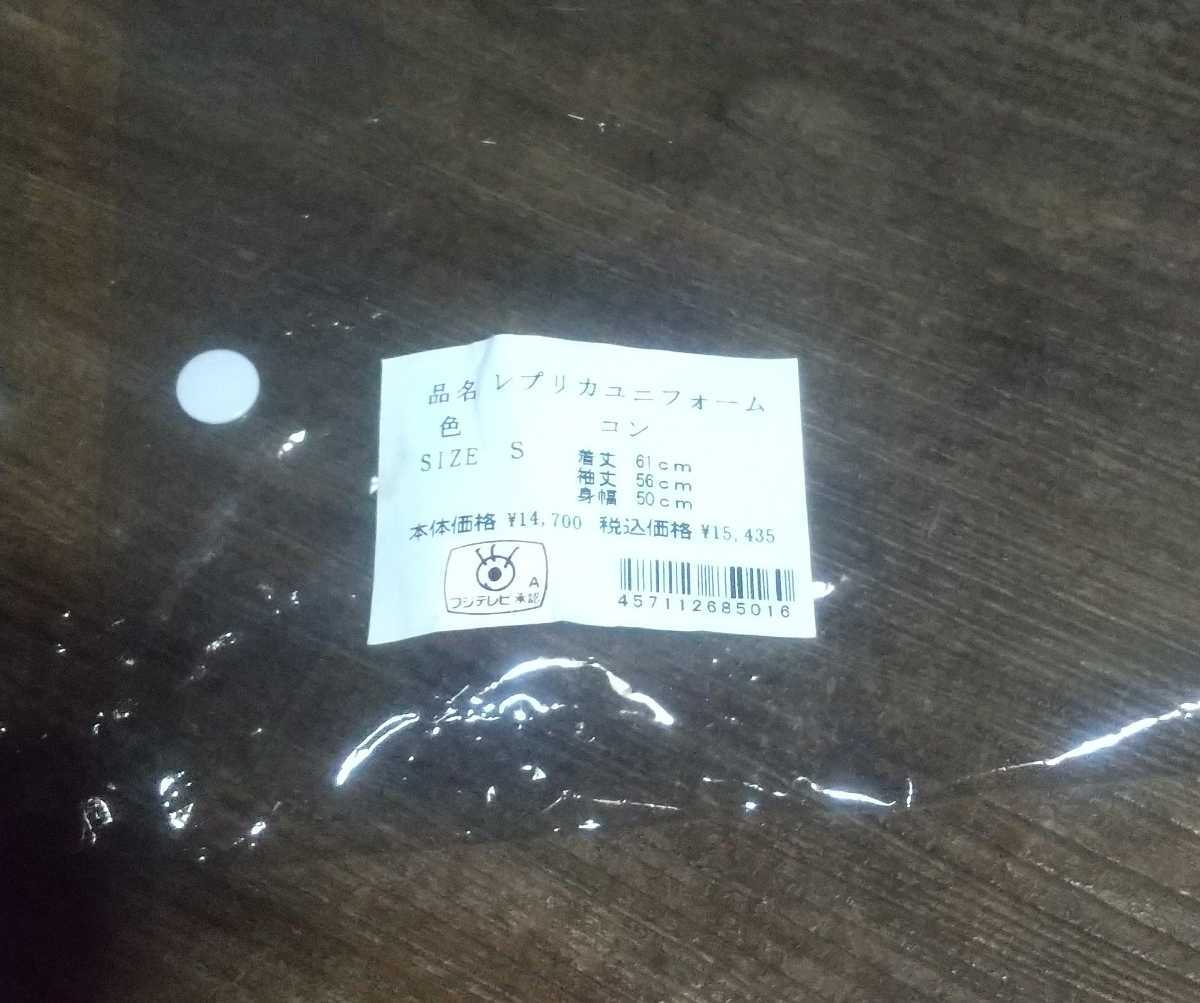 品名 レプリカユニフォーム
色 コン
SIZE S
着丈 61cm
袖丈 56cm
身幅 50cm
本体価格 ¥14,700 税込価格 ¥15,435
A
フジテレビ 承認
457112685016